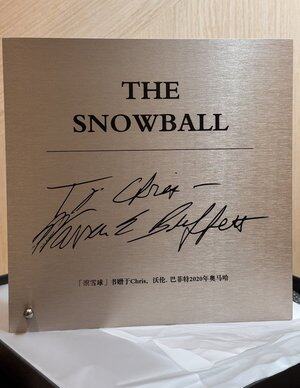 THE
SNOWBALL
To Chris –
Warren E Buffett
「滚雪球」书赠于Chris, 沃伦. 巴菲特2020年奥马哈